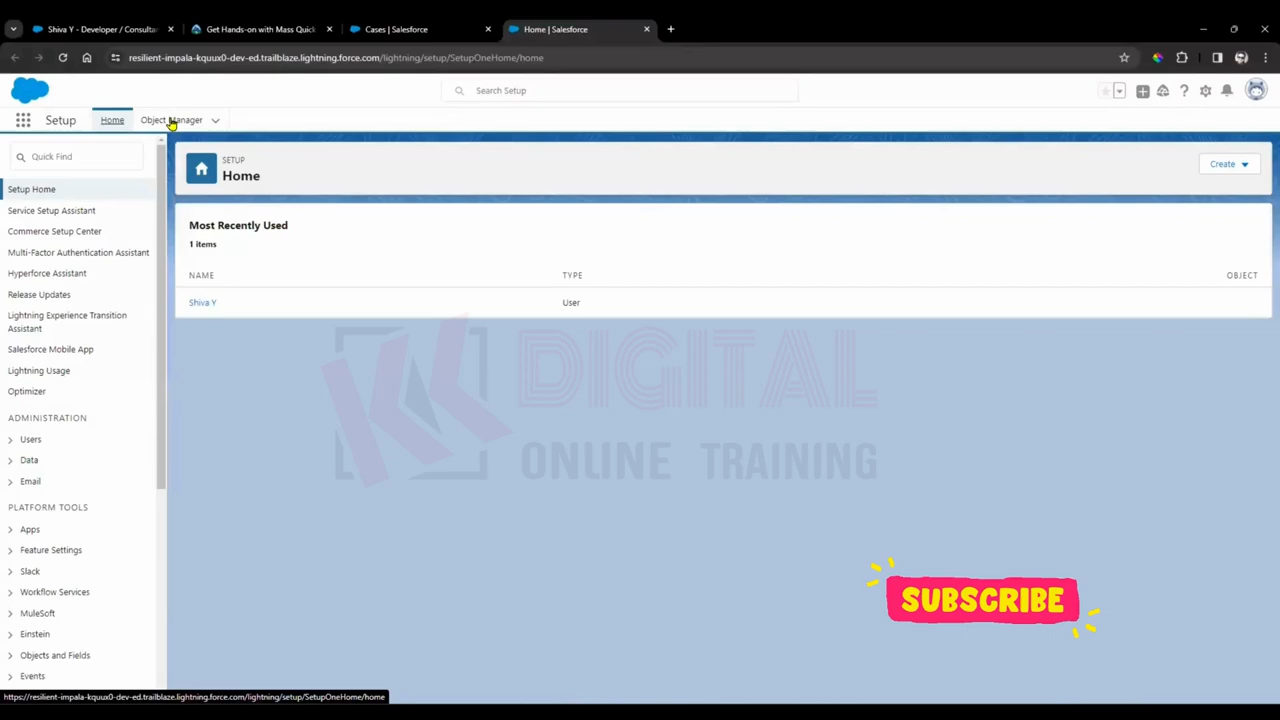 Shiva Y - Developer / Consulta
Get Hands-on with Mass Quick
Cases | Salesforce
Home | Salesforce
resilient-impala-kquux0-dev-ed.trailblaze.lightning.force.com/lightning/setup/SetupOneHome/home
Search Setup
Setup
Home
Object Manager
Quick Find
SETUP
Home
Create
Setup Home
Service Setup Assistant
Commerce Setup Center
Multi-Factor Authentication Assistant
Hyperforce Assistant
Release Updates
Lightning Experience Transition
Assistant
Salesforce Mobile App
Lightning Usage
Optimizer
ADMINISTRATION
Users
Data
Email
PLATFORM TOOLS
Apps
Feature Settings
Slack
Workflow Services
MuleSoft
Einstein
Objects and Fields
Events
Most Recently Used
1 items
NAME TYPE OBJECT
Shiva Y User
DIGITAL
ONLINE TRAINING
SUBSCRIBE
https://resilient-impala-kquux0-dev-ed.trailblaze.lightning.force.com/lightning/setup/SetupOneHome/home